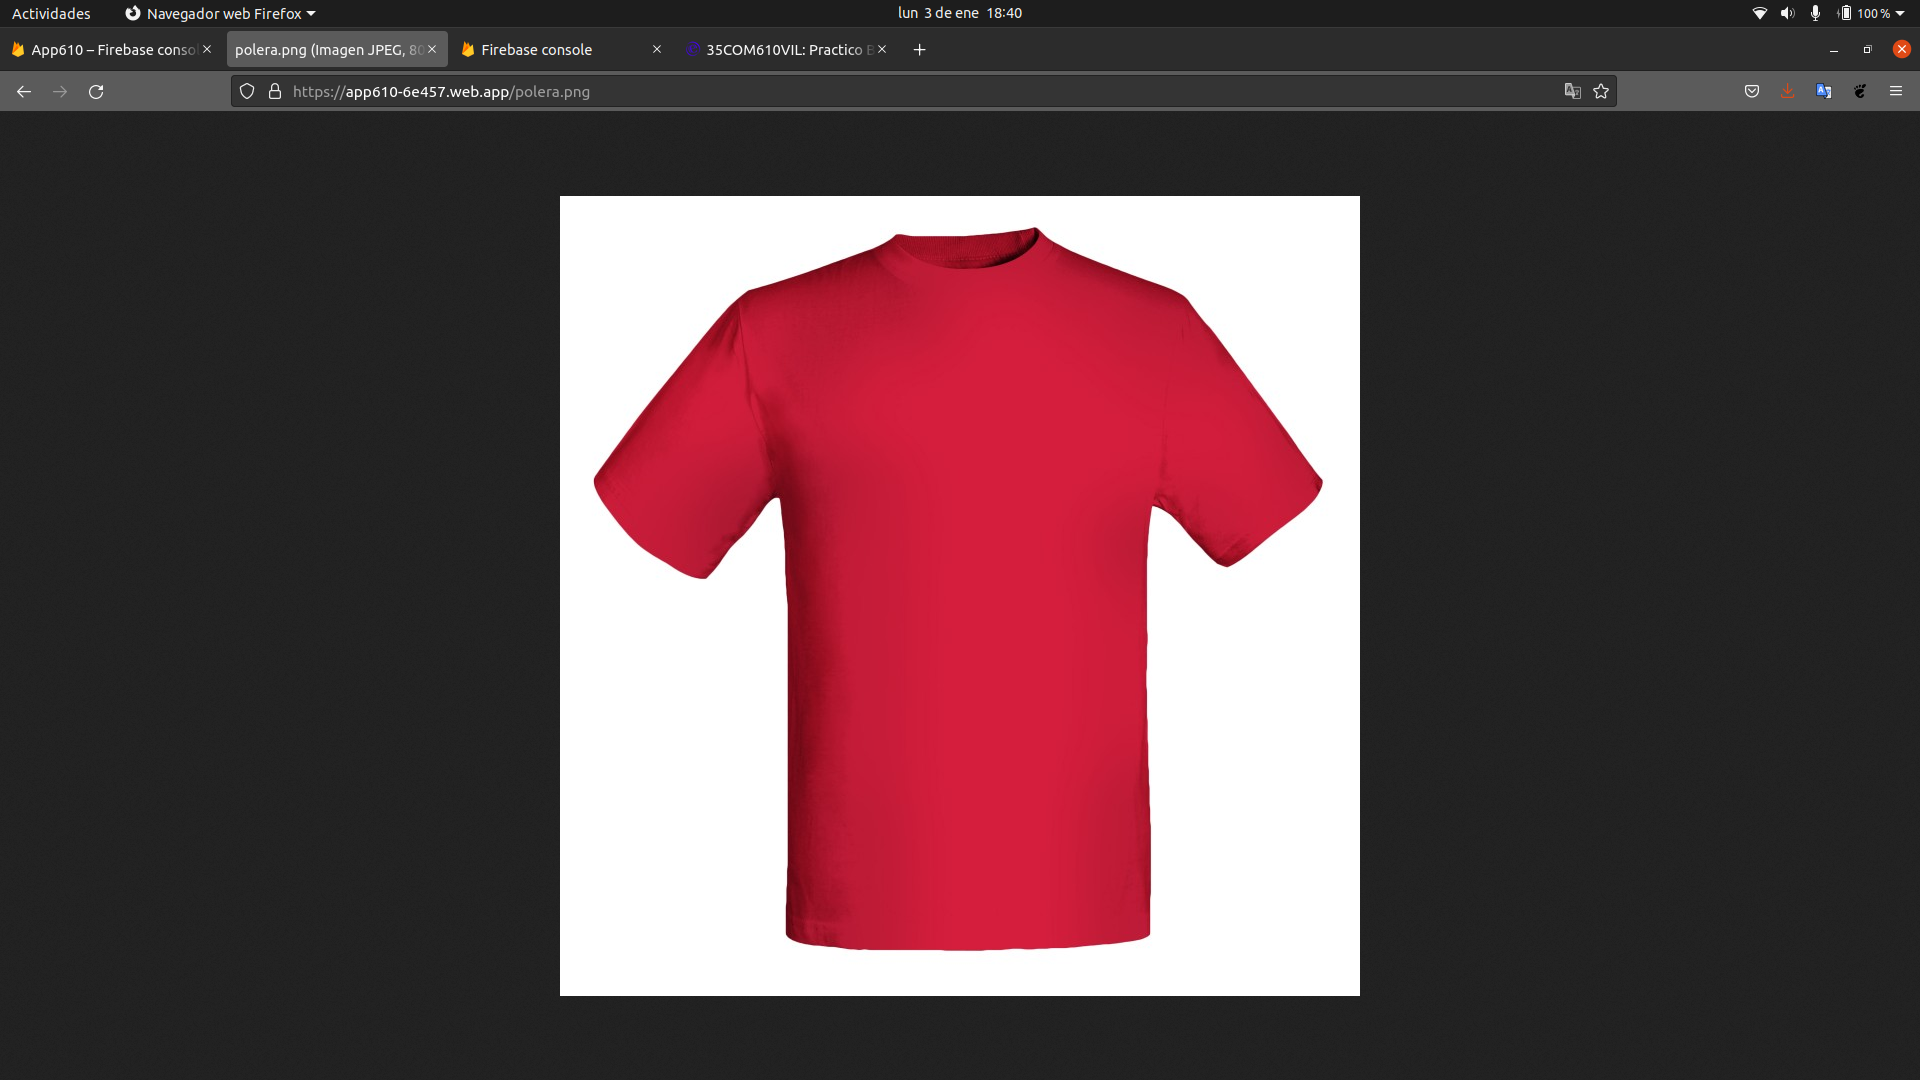 Actividades Navegador web Firefox lun 3 de ene 18:40 100 %
App610 – Firebase consol polera.png (Imagen JPEG, 80 Firebase console 35COM610VIL: Practico B
https://app610-6e457.web.app/polera.png